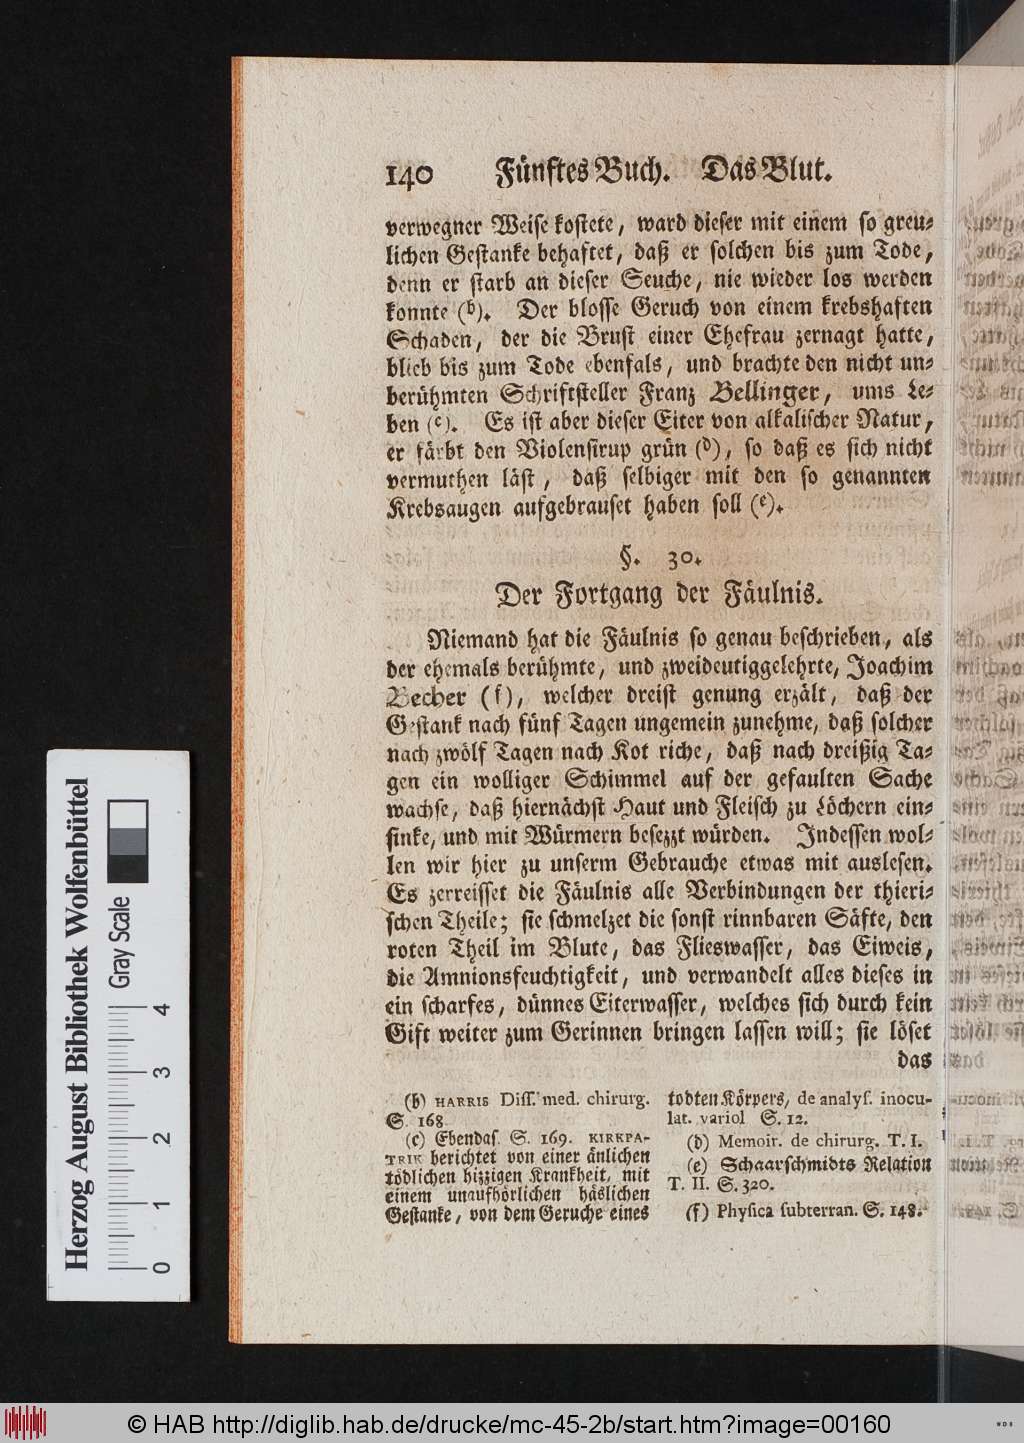 140 Fünftes Buch. Das Blut.
verwegner Weise kostete, ward dieser mit einem so greu-
lichen Gestanke behaftet, daß er solchen bis zum Tode,
denn er starb an dieser Seuche, nie wieder los werden
konnte (b). Der blosse Geruch von einem krebshaften
Schaden, der die Brust einer Ehefrau zernagt hatte,
blieb bis zum Tode ebenfals, und brachte den nicht un-
berühmten Schriftsteller Franz Bellinger, ums Le-
ben (c). Es ist aber dieser Eiter von alkalischer Natur,
er färbt den Violensirup grün (d), so daß es sich nicht
vermuthen läst, daß selbiger mit den so genannten
Krebsaugen aufgebrauset haben soll (e).
§. 30.
Der Fortgang der Fäulnis.
Niemand hat die Fäulnis so genau beschrieben, als
der ehemals berühmte, und zweideutiggelehrte, Joachim
Becher (f), welcher dreist genung erzält, daß der
Gestank nach fünf Tagen ungemein zunehme, daß solcher
nach zwölf Tagen nach Kot riche, daß nach dreißig Ta-
gen ein wolliger Schimmel auf der gefaulten Sache
wachse, daß hiernächst Haut und Fleisch zu Löchern ein-
sinke, und mit Würmern besezzt würden. Indessen wol-
len wir hier zu unserm Gebrauche etwas mit auslesen.
Es zerreisset die Fäulnis alle Verbindungen der thieri-
schen Theile; sie schmelzet die sonst rinnbaren Säfte, den
roten Theil im Blute, das Flieswasser, das Eiweis,
die Amnionsfeuchtigkeit, und verwandelt alles dieses in
ein scharfes, dünnes Eiterwasser, welches sich durch kein
Gift weiter zum Gerinnen bringen lassen will; sie löset
das
(b) HARRIS Diss. med. chirurg.
S. 168
(c) Ebendas. S. 169. KIRKPA-
TRIK berichtet von einer änlichen
tödlichen hizzigen Krankheit, mit
einem unaufhörlichen häslichen
Gestanke, von dem Geruche eines
todten Körpers, de analys. inocu-
lat. variol S. 12.
(d) Memoir. de chirurg. T. I.
(e) Schaarschmidts Relation
T. II. S. 320.
(f) Physica subterran. S. 148.
Herzog August Bibliothek Wolfenbüttel
Gray Scale
0 1 2 3 4
© HAB http://diglib.hab.de/drucke/mc-45-2b/start.htm?image=00160
WDB